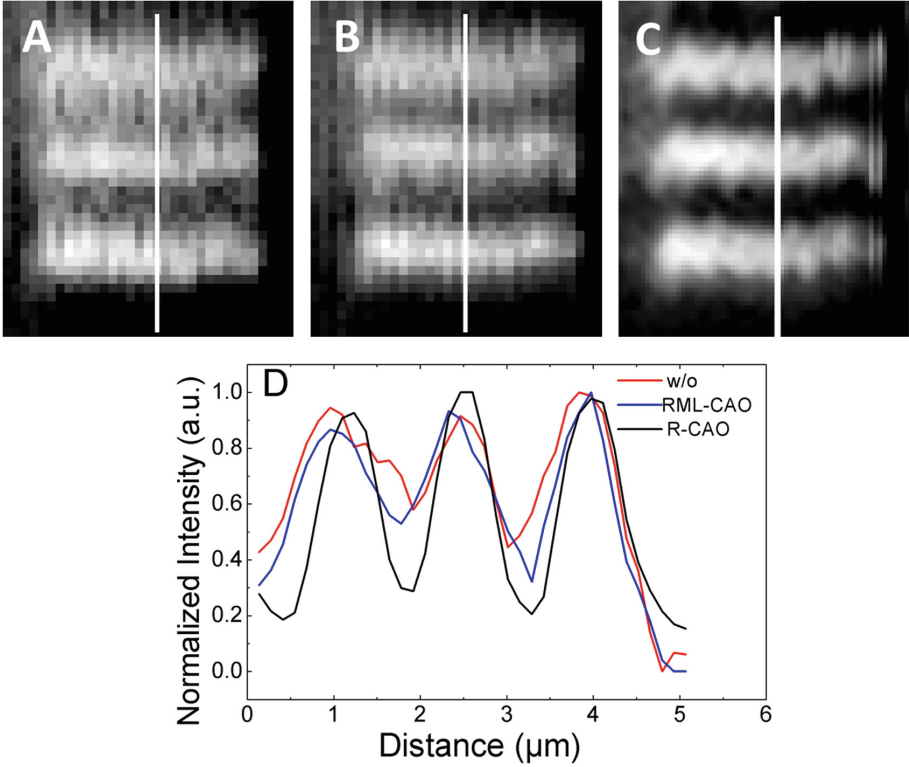 A
B
C
D
w/o
RML-CAO
R-CAO
Normalized Intensity (a.u.)
1.0
0.8
0.6
0.4
0.2
0.0
0
1
2
3
4
5
6
Distance (µm)